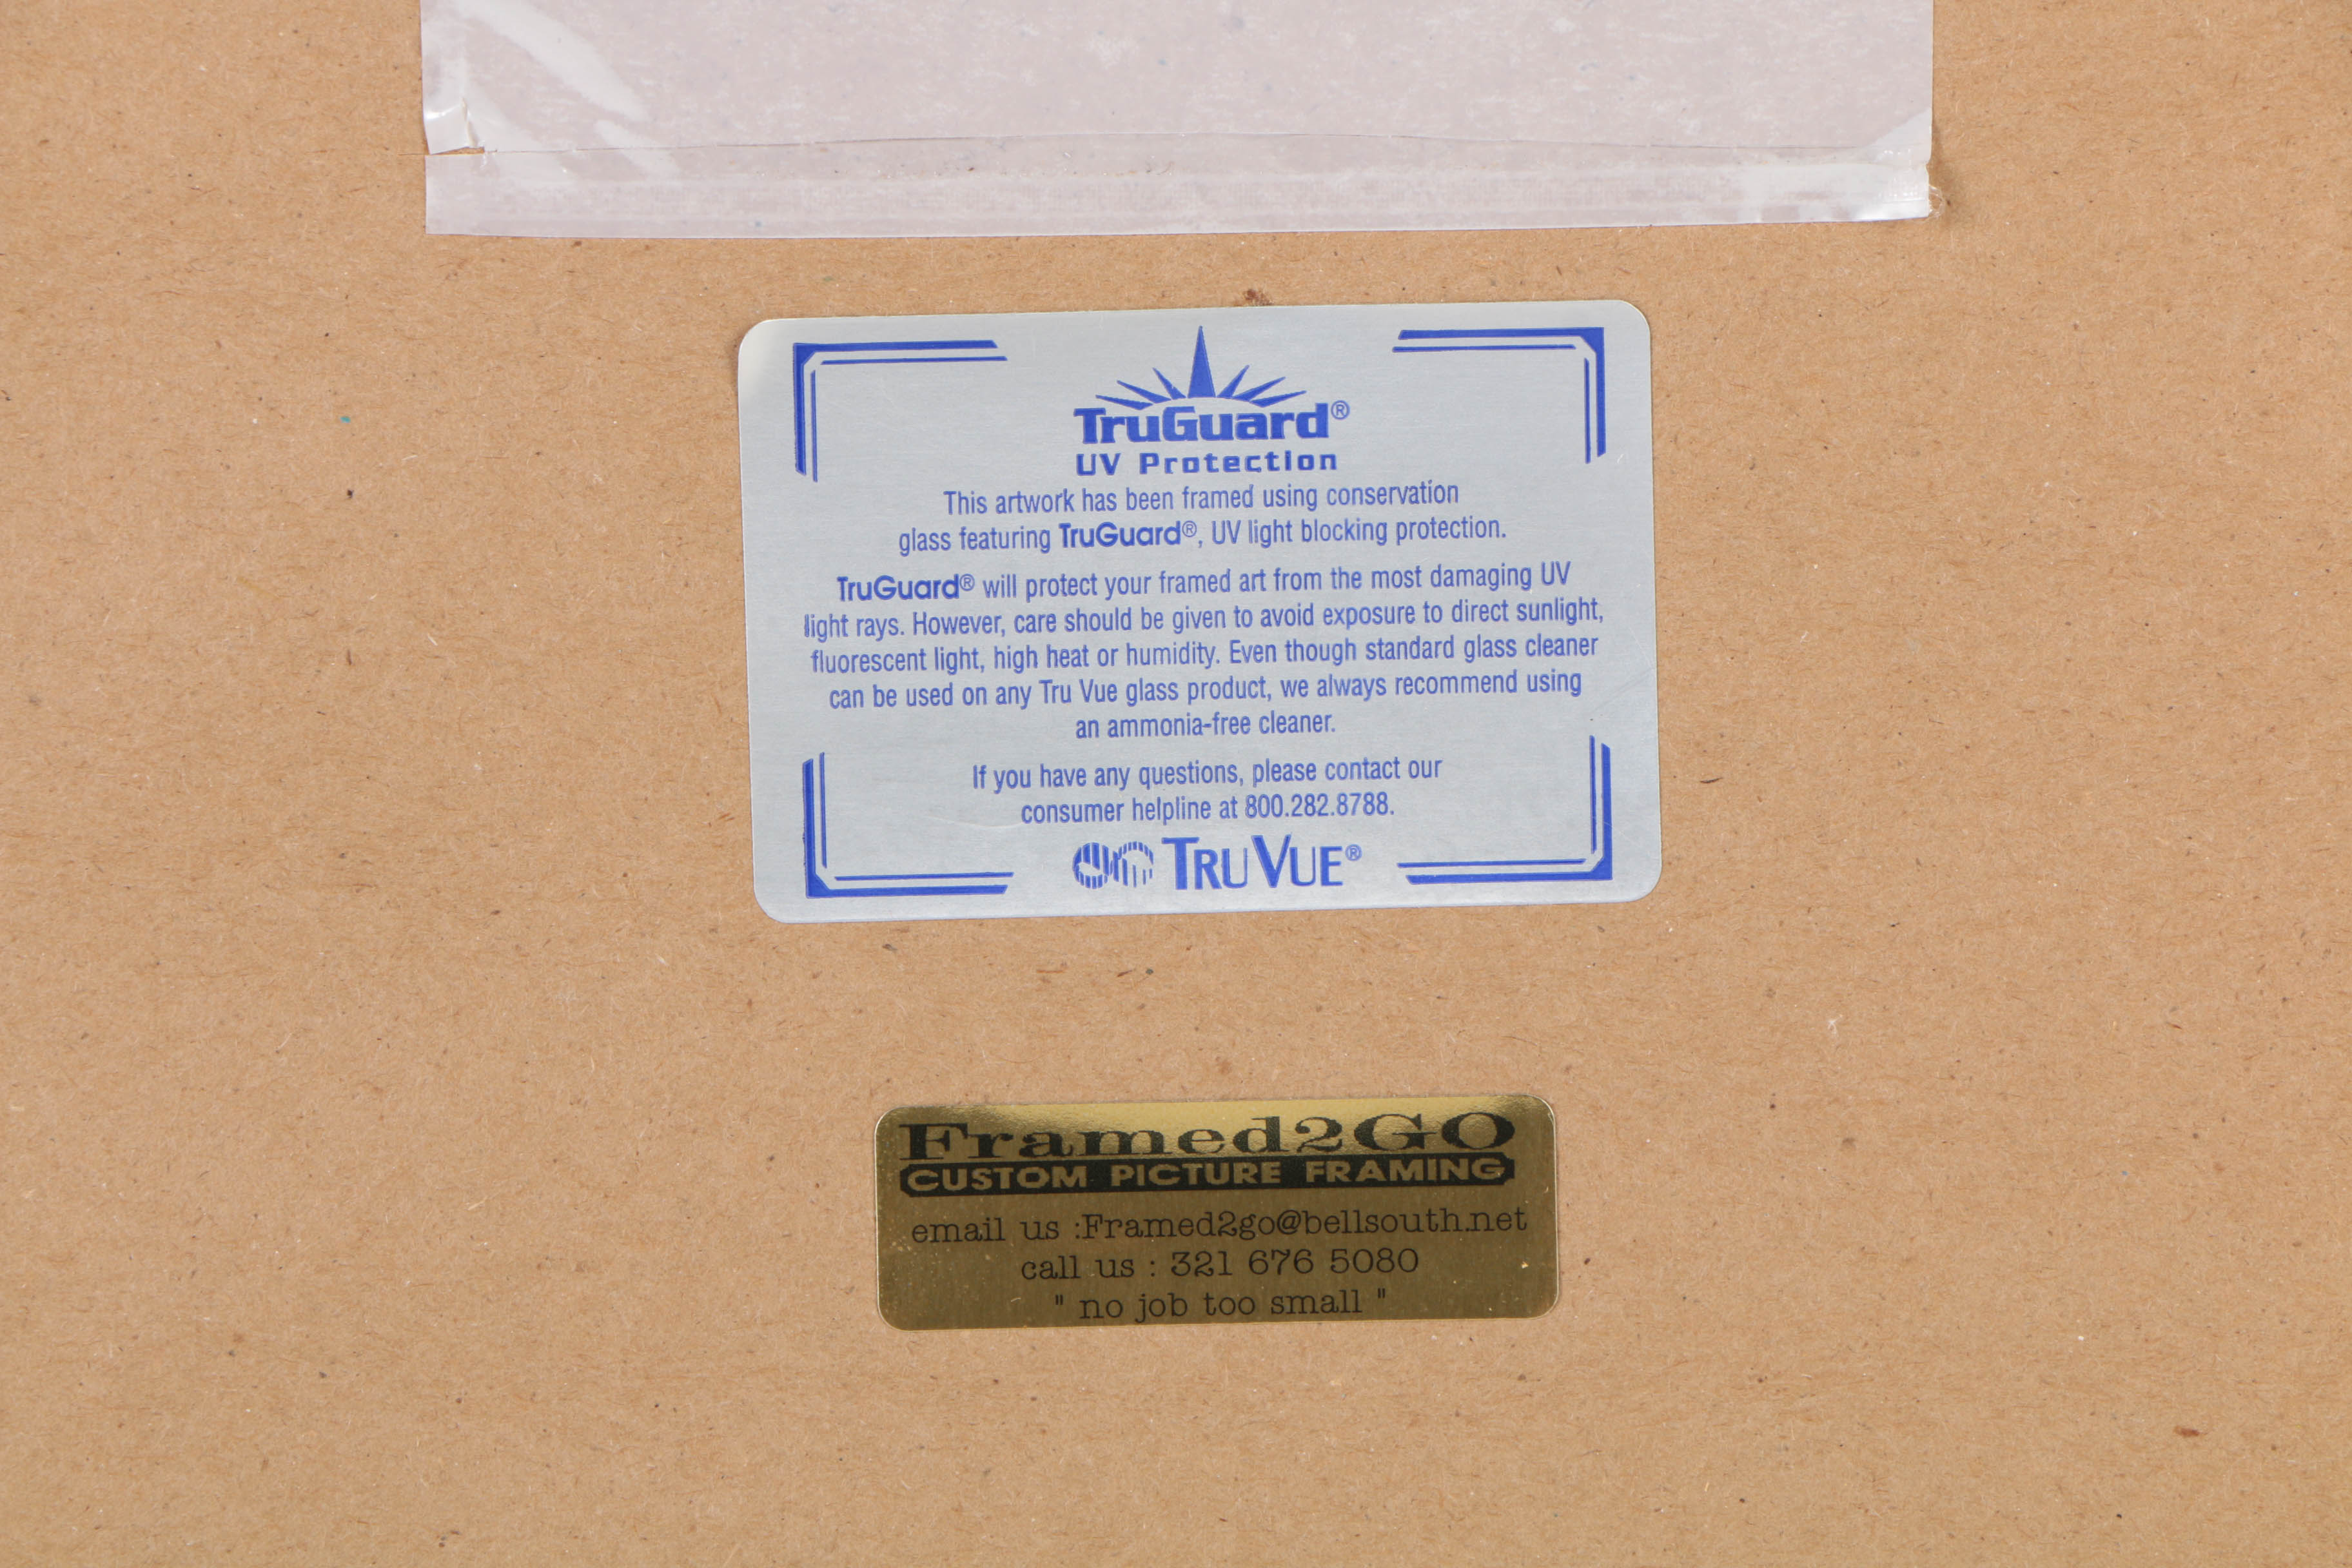 TruGuard®
UV Protection
This artwork has been framed using conservation
glass featuring TruGuard®, UV light blocking protection.
TruGuard® will protect your framed art from the most damaging UV
light rays. However, care should be given to avoid exposure to direct sunlight,
fluorescent light, high heat or humidity. Even though standard glass cleaner
can be used on any Tru Vue glass product, we always recommend using
an ammonia-free cleaner.
If you have any questions, please contact our
consumer helpline at 800.282.8788.
TRU VUE®
Framed2GO
CUSTOM PICTURE FRAMING
email us :Framed2go@bellsouth.net
call us : 321 676 5080
" no job too small "